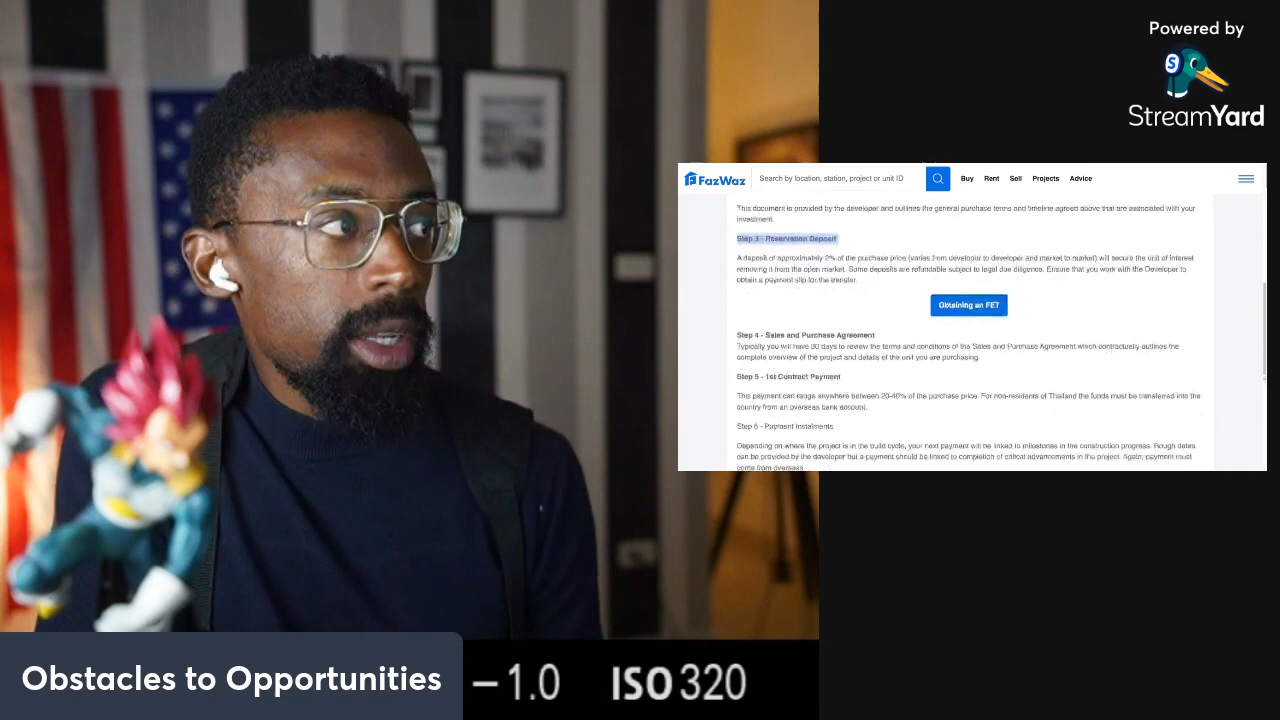 Powered by
StreamYard
FazWaz
Search by location, station, project or unit ID
Buy Rent Sell Projects Advice
This document is provided by the developer and outlines the general purchase terms and timeline agreed above that are associated with your
investment.
Step 3 - Reservation Deposit
A deposit of approximately 2% of the purchase price (varies from developer to developer and market to market) will secure the unit of interest
removing it from the open market. Some deposits are refundable subject to legal due diligence. Ensure that you work with the Developer to
obtain a payment slip for the transfer.
Obtaining an FET
Step 4 - Sales and Purchase Agreement
Typically you will have 30 days to review the terms and conditions of the Sales and Purchase Agreement which contractually outlines the
complete overview of the project and details of the unit you are purchasing.
Step 5 - 1st Contract Payment
This payment can range anywhere between 20-40% of the purchase price. For non-residents of Thailand the funds must be transferred into the
country from an overseas bank account.
Step 6 - Payment Instalments
Depending on where the project is in the build cycle, your next payment will be linked to milestones in the construction progress. Rough dates
can be provided by the developer but a payment should be linked to completion of critical advancements in the project. Again, payment must
come from overseas
Obstacles to Opportunities
–1.0 ISO 320